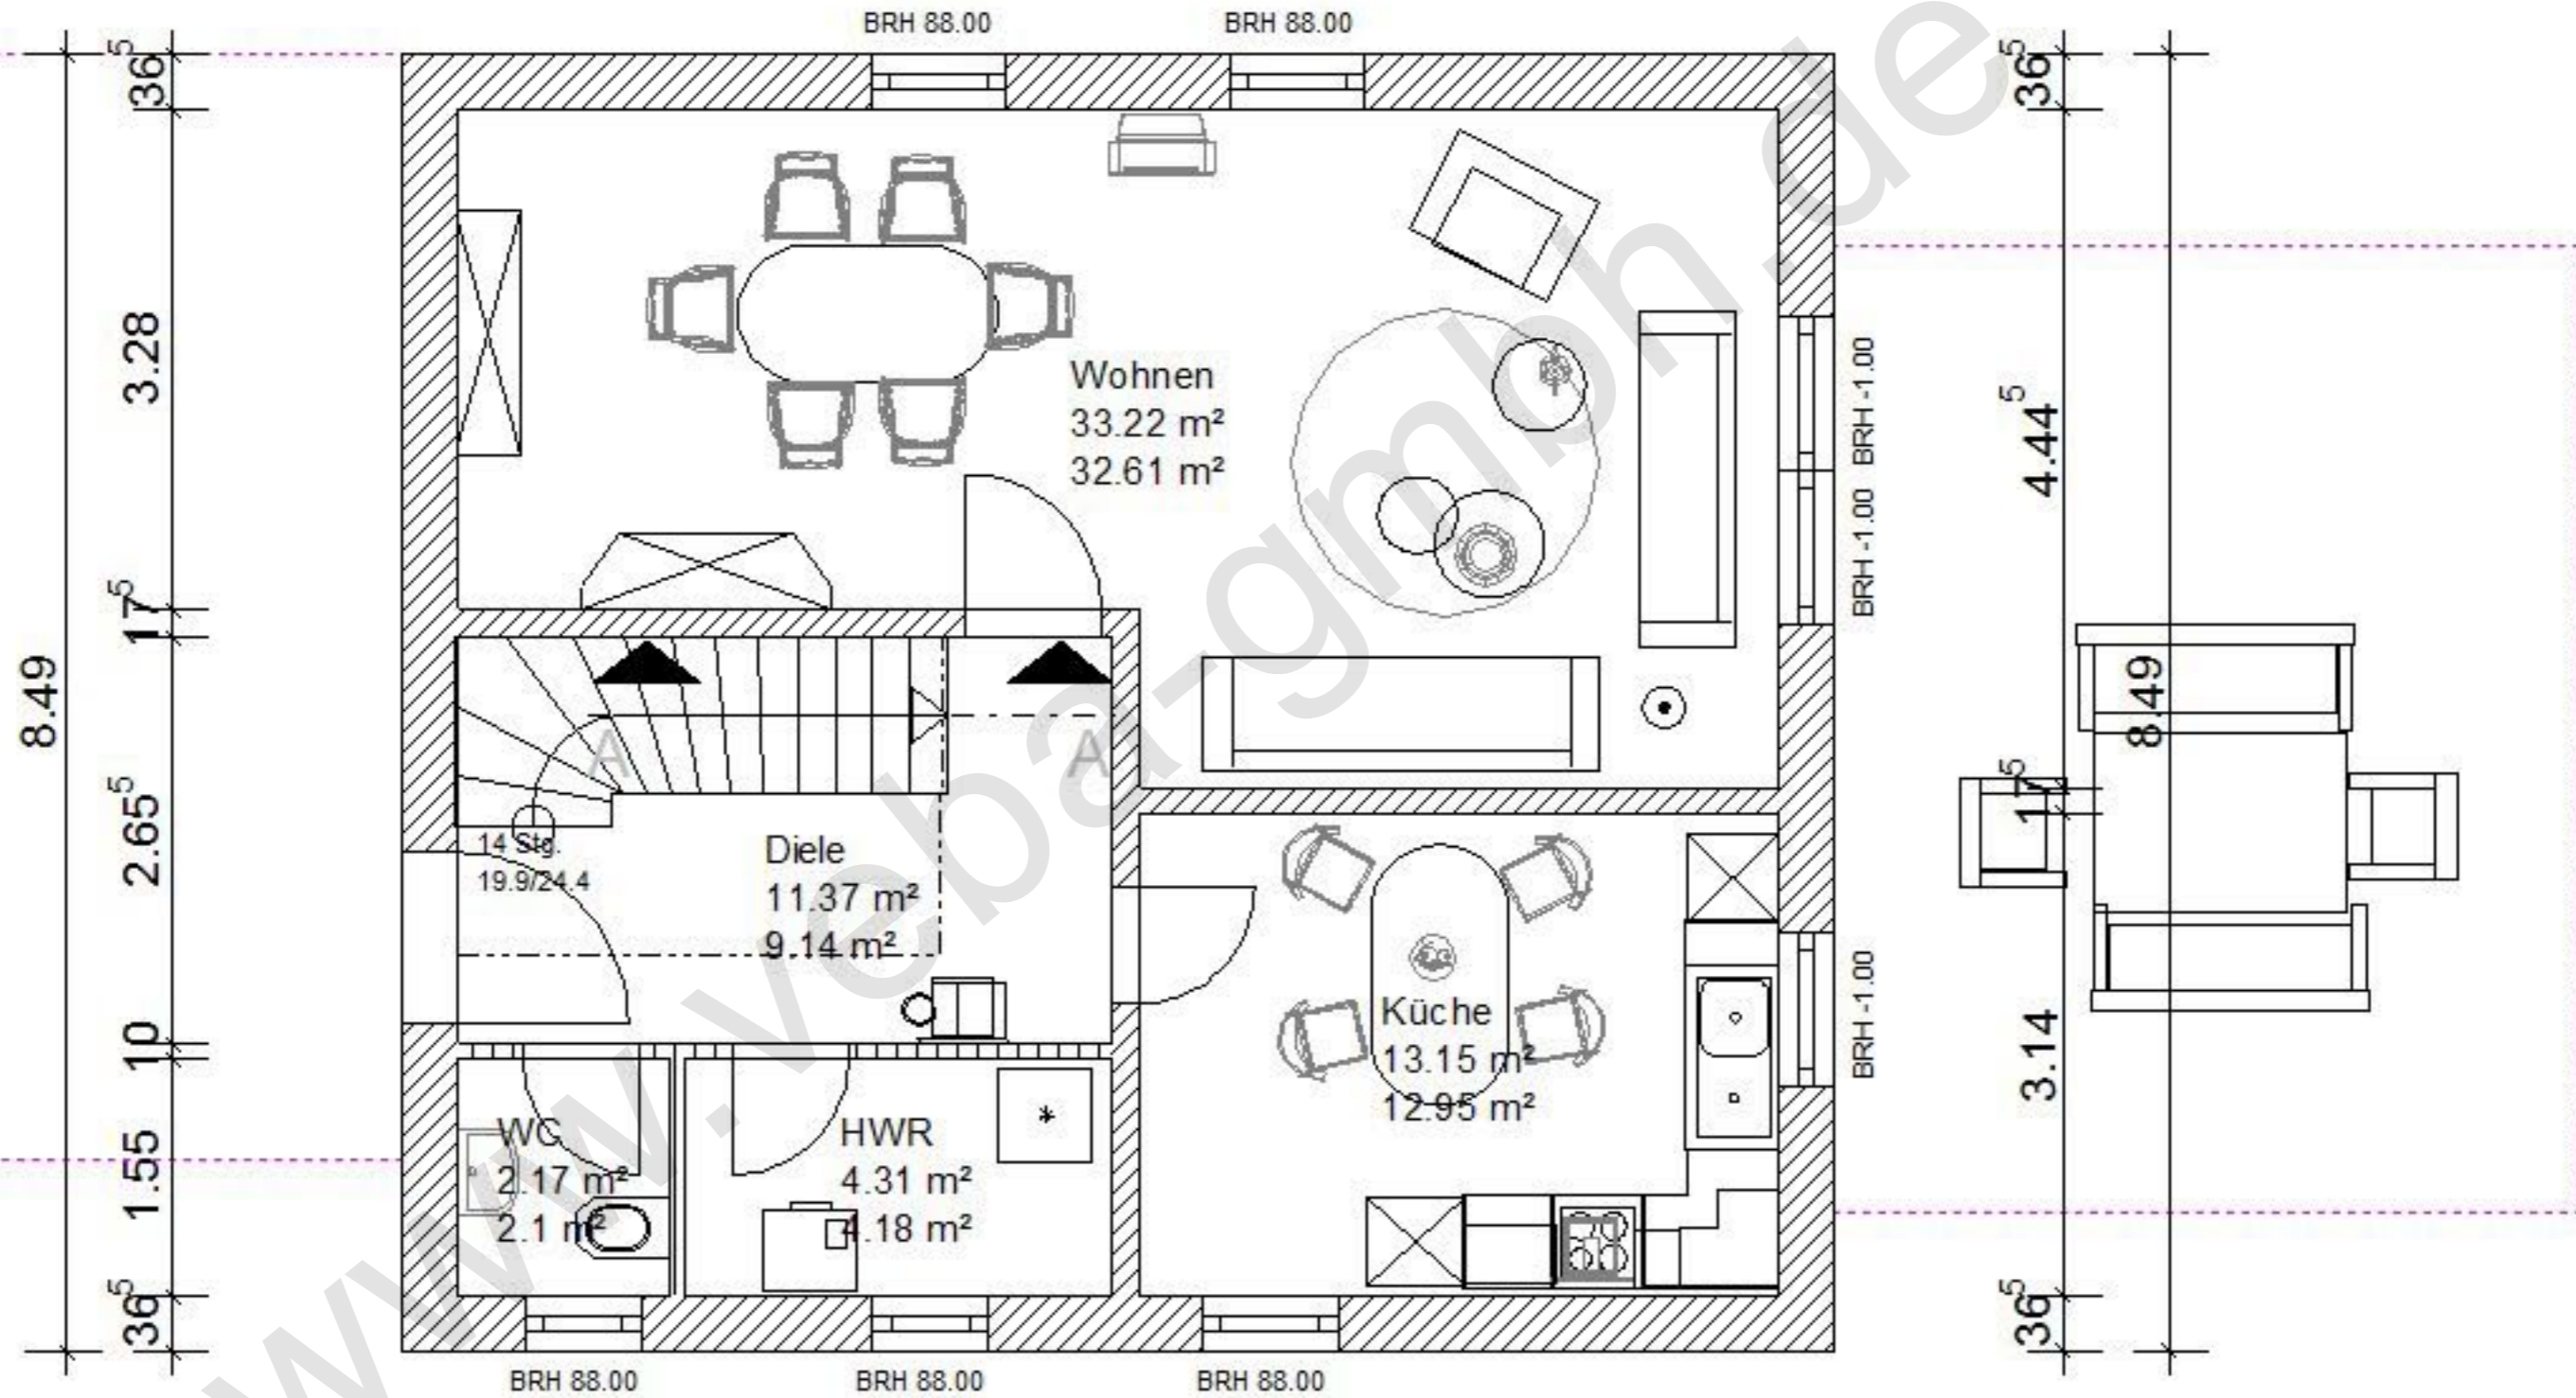 BRH 88.00 BRH 88.00
36⁵
3.28
17⁵
2.65⁵
10
1.55
36⁵
8.49
Wohnen
33.22 m²
32.61 m²
BRH -1.00
BRH -1.00
A A
14 Stg.
19.9/24.4
Diele
11.37 m²
9.14 m²
Küche
13.15 m²
12.95 m²
BRH -1.00
WC
2.17 m²
2.1 m²
HWR
4.31 m²
4.18 m²
36⁵
4.44⁵
17⁵
3.14
36⁵
8.49
BRH 88.00 BRH 88.00 BRH 88.00
www.veba-gmbh.de